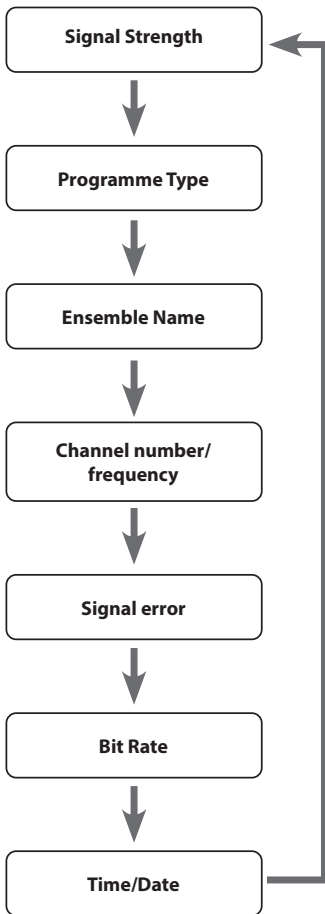 Signal Strength
Programme Type
Ensemble Name
Channel number/
frequency
Signal error
Bit Rate
Time/Date